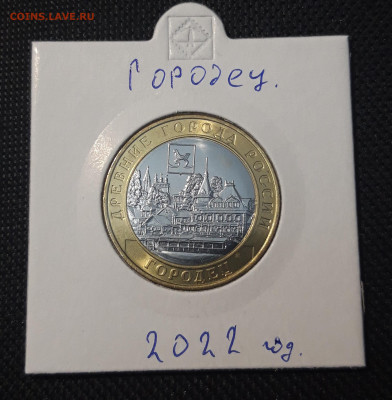 COINS.LAVE.RU
Городец.
ДРЕВНИЕ ГОРОДА РОССИИ
ГОРОДЕЦ
2022 год.